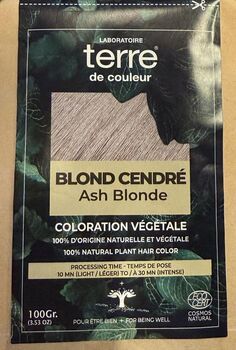 LABORATOIRE
terre
de couleur
BLOND CENDRÉ
Ash Blonde
COLORATION VÉGÉTALE
100% D'ORIGINE NATURELLE ET VÉGÉTALE
100% NATURAL PLANT HAIR COLOR
PROCESSING TIME - TEMPS DE POSE
10 MN (LIGHT / LÉGER) TO / À 30 MN (INTENSE)
100Gr.
(3.53 OZ)
ECO
CERT
COSMOS
NATURAL
POUR ÊTRE BIEN + FOR BEING WELL